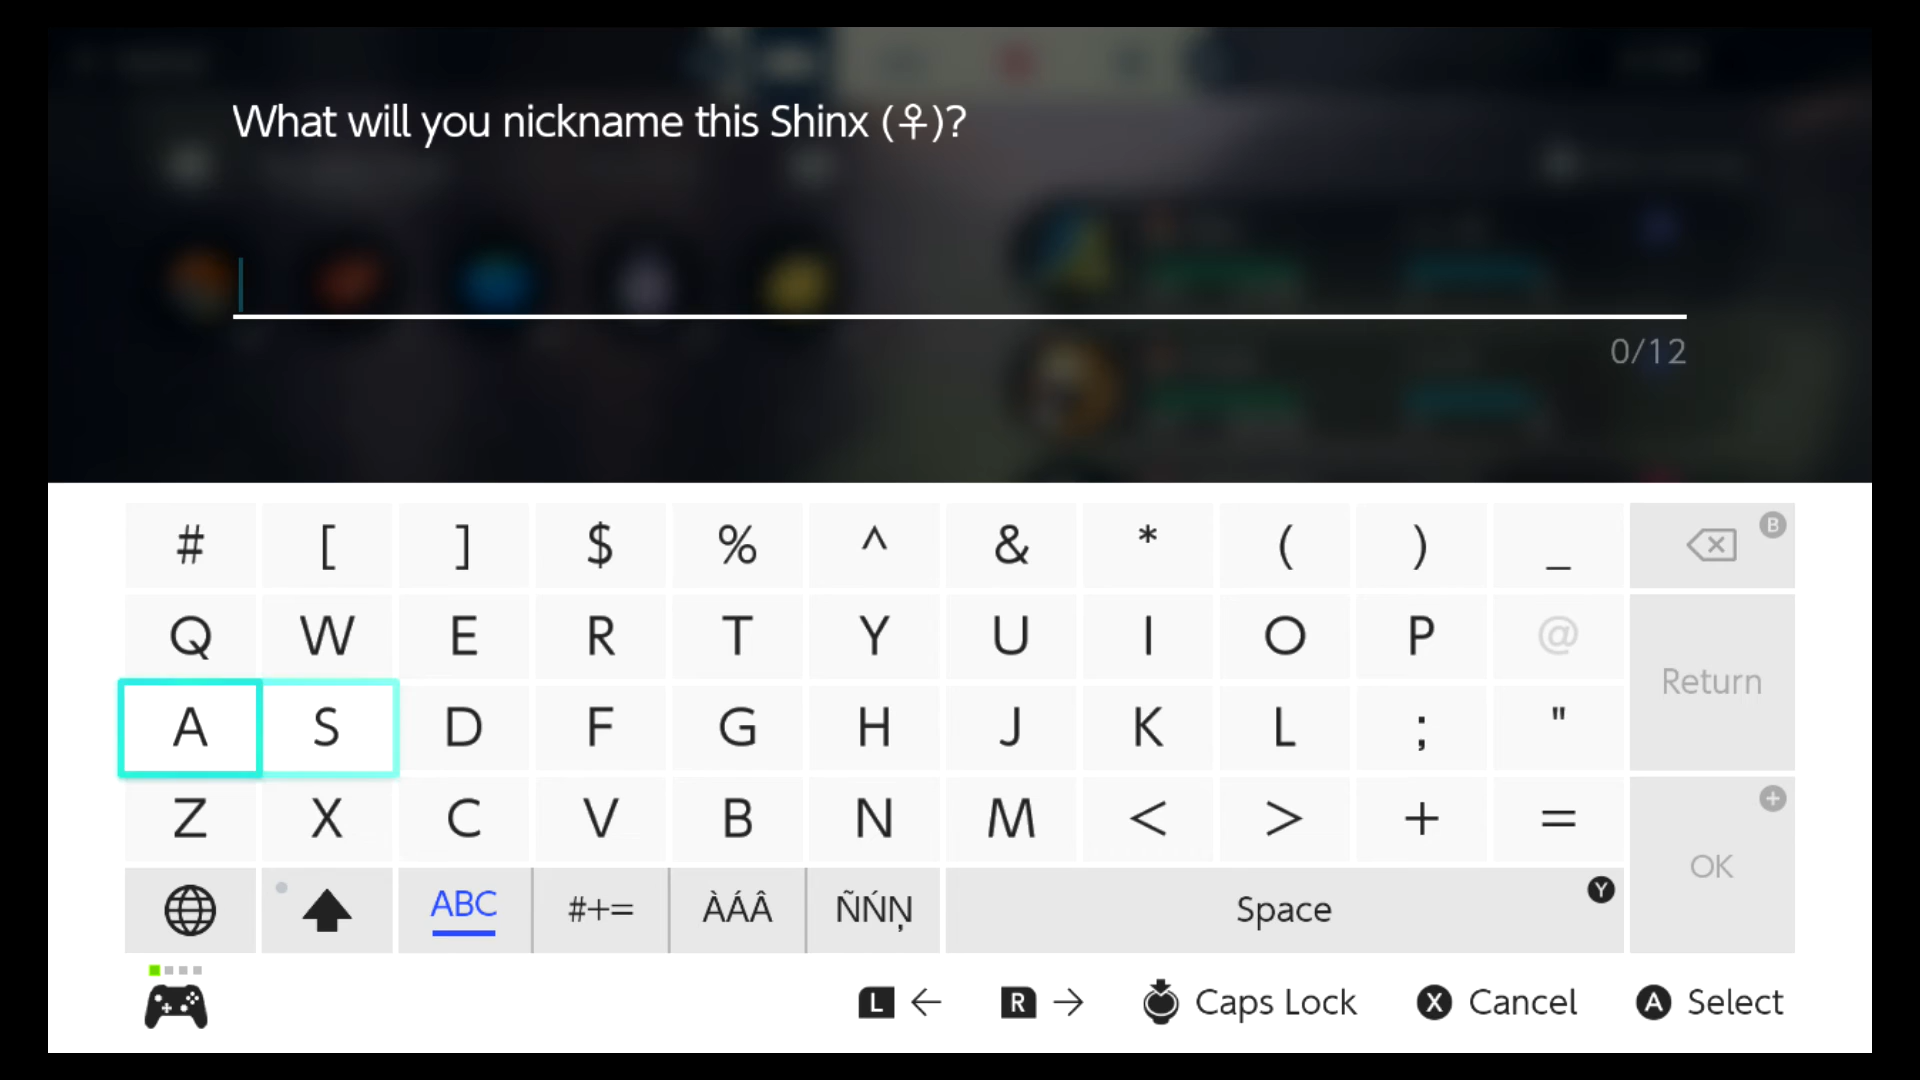 What will you nickname this Shinx (♀)?
0/12
# [ ] $ % ^ & * ( ) _ B
Q W E R T Y U I O P @
Return
A S D F G H J K L ; "
Z X C V B N M < > + =
OK
ABC #+= ÀÁÂ ÑŃŅ Space Y
L ← R → Caps Lock X Cancel A Select